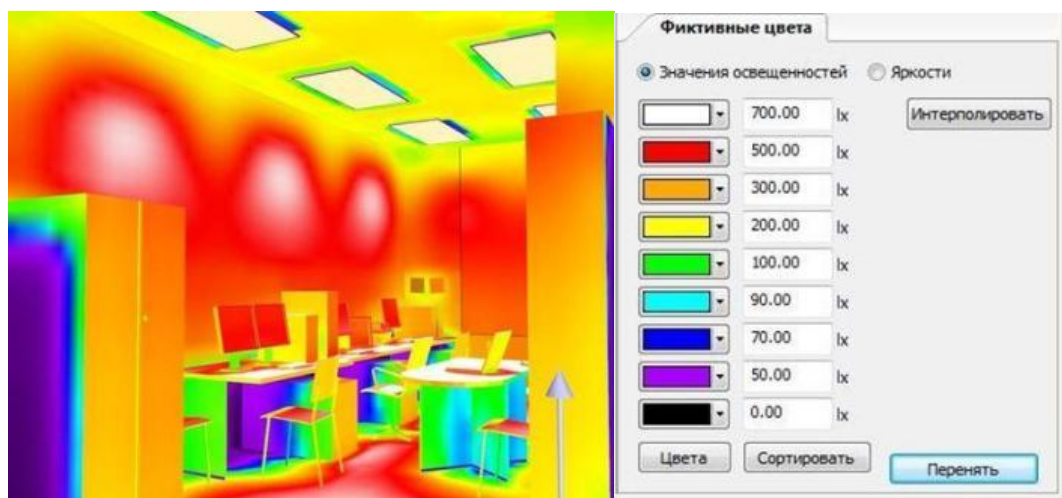 Фиктивные цвета
Значения освещенностей Яркости
700.00 lx Интерполировать
500.00 lx
300.00 lx
200.00 lx
100.00 lx
90.00 lx
70.00 lx
50.00 lx
0.00 lx
Цвета Сортировать Перенять